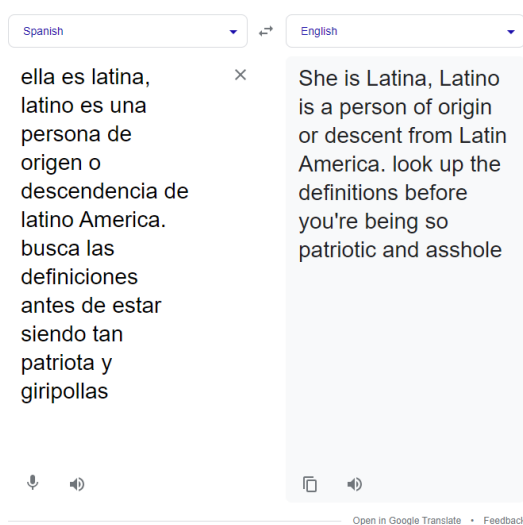 Spanish
English
ella es latina,
latino es una
persona de
origen o
descendencia de
latino America.
busca las
definiciones
antes de estar
siendo tan
patriota y
giripollas
She is Latina, Latino
is a person of origin
or descent from Latin
America. look up the
definitions before
you're being so
patriotic and asshole
Open in Google Translate • Feedback